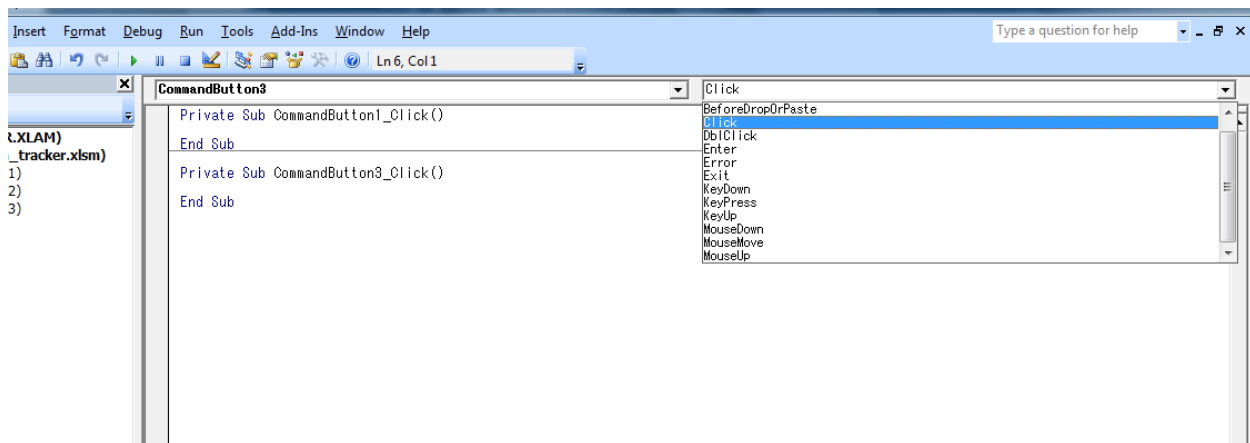 Insert Format Debug Run Tools Add-Ins Window Help
Type a question for help
Ln 6, Col 1
CommandButton3
Click
R.XLAM)
_tracker.xlsm)
1)
2)
3)
Private Sub CommandButton1_Click()
End Sub
Private Sub CommandButton3_Click()
End Sub
BeforeDropOrPaste
Click
DblClick
Enter
Error
Exit
KeyDown
KeyPress
KeyUp
MouseDown
MouseMove
MouseUp